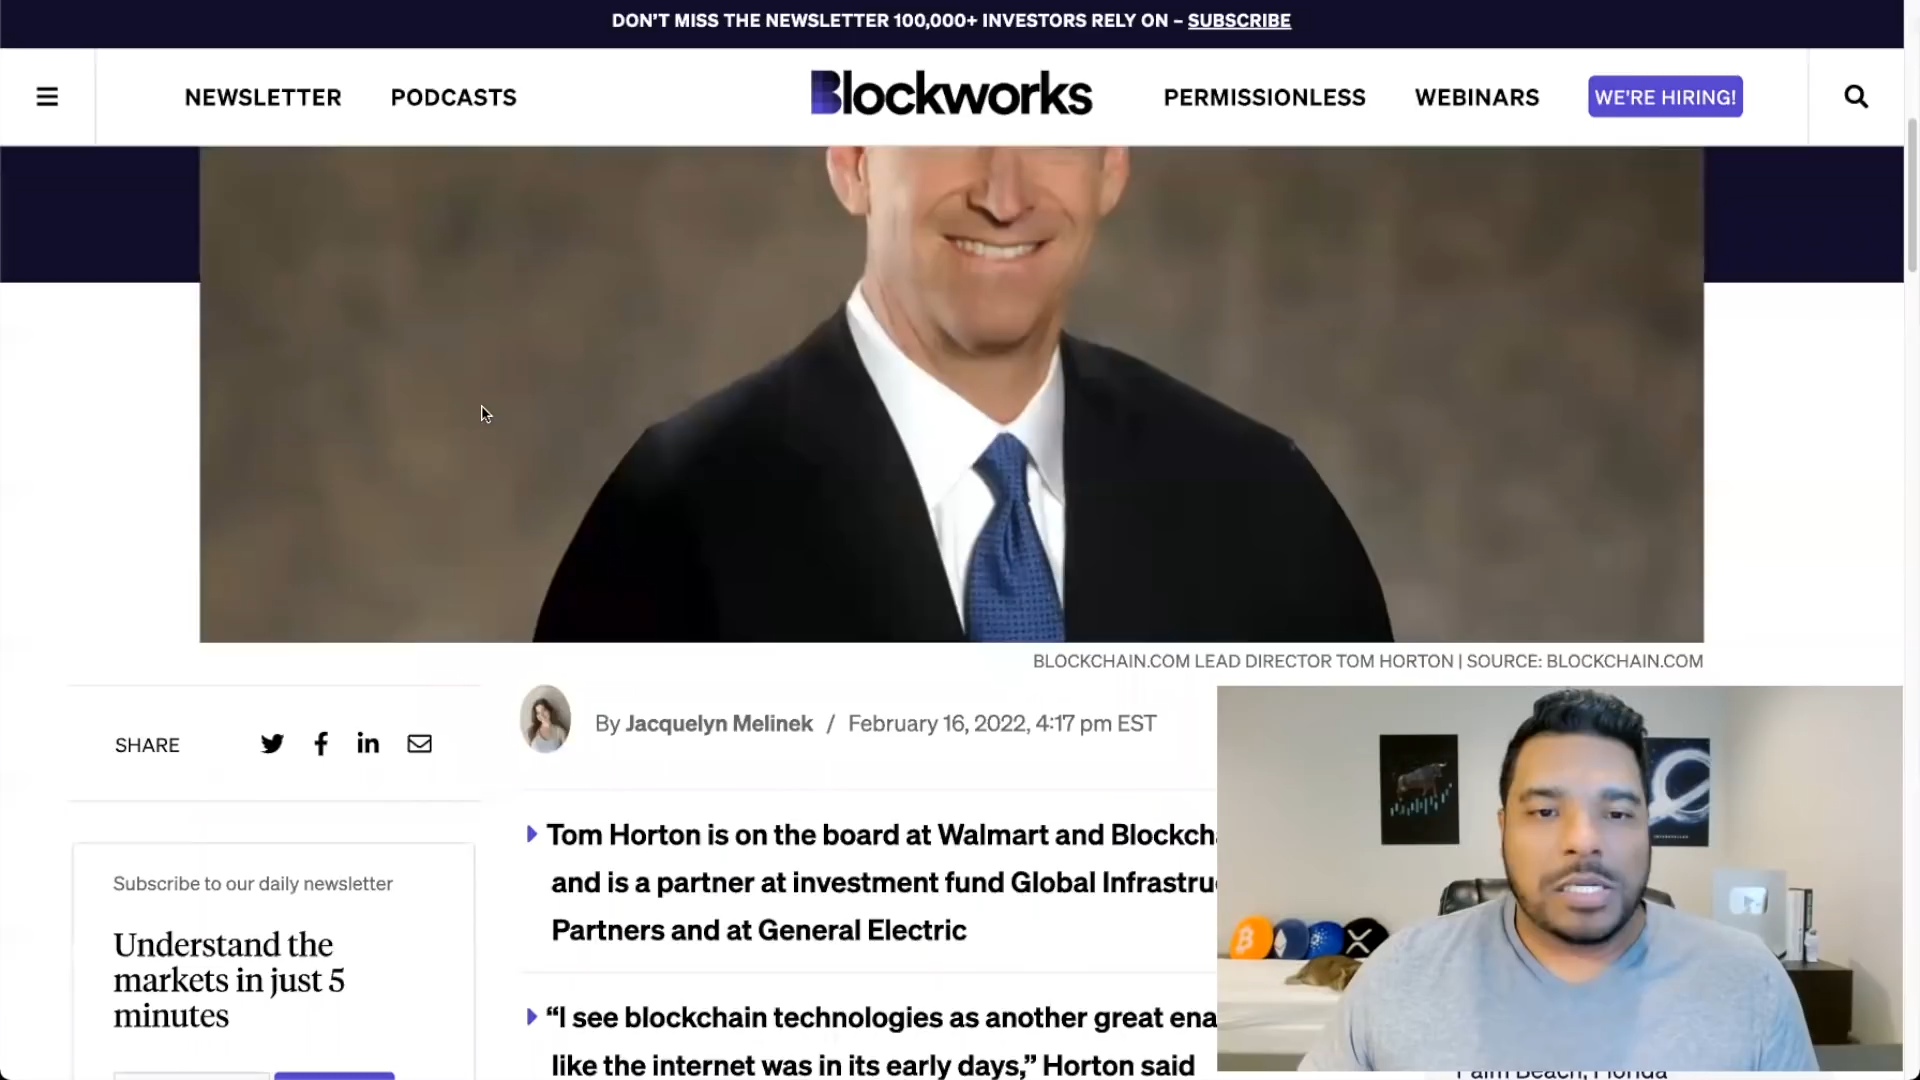 DON'T MISS THE NEWSLETTER 100,000+ INVESTORS RELY ON – SUBSCRIBE
NEWSLETTER
PODCASTS
Blockworks
PERMISSIONLESS
WEBINARS
WE'RE HIRING!
BLOCKCHAIN.COM LEAD DIRECTOR TOM HORTON | SOURCE: BLOCKCHAIN.COM
SHARE
By Jacquelyn Melinek / February 16, 2022, 4:17 pm EST
Tom Horton is on the board at Walmart and Blockch
and is a partner at investment fund Global Infrastru
Partners and at General Electric
Subscribe to our daily newsletter
Understand the
markets in just 5
minutes
“I see blockchain technologies as another great ena
like the internet was in its early days,” Horton said
Palm Beach, Florida